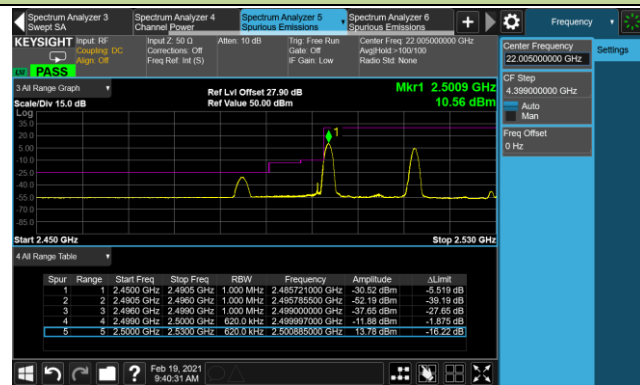 Spectrum Analyzer 3
Swept SA
Spectrum Analyzer 4
Channel Power
Spectrum Analyzer 5
Spurious Emissions
Spectrum Analyzer 6
Spurious Emissions
+
Frequency
KEYSIGHT
Input: RF
Coupling: DC
Align: Off
Input Z: 50 Ω
Corrections: Off
Freq Ref: Int (S)
Atten: 10 dB
Trig: Free Run
Gate: Off
IF Gain: Low
Center Freq: 22.005000000 GHz
Avg|Hold:>100/100
Radio Std: None
PASS
Center Frequency
22.005000000 GHz
Settings
CF Step
4.399000000 GHz
Auto
Man
Freq Offset
0 Hz
3 All Range Graph
Scale/Div 15.0 dB
Ref Lvl Offset 27.90 dB
Ref Value 50.00 dBm
Mkr1 2.5009 GHz
10.56 dBm
Log
35.0
20.0
5.00
-10.0
-25.0
-40.0
-55.0
-70.0
-85.0
1
Start 2.450 GHz
Stop 2.530 GHz
4 All Range Table
Spur Range Start Freq Stop Freq RBW Frequency Amplitude ΔLimit
1 1 2.4500 GHz 2.4905 GHz 1.000 MHz 2.485721000 GHz -30.52 dBm -5.519 dB
2 2 2.4905 GHz 2.4960 GHz 1.000 MHz 2.495785500 GHz -52.19 dBm -39.19 dB
3 3 2.4960 GHz 2.4990 GHz 1.000 MHz 2.499000000 GHz -37.65 dBm -27.65 dB
4 4 2.4990 GHz 2.5000 GHz 620.0 kHz 2.499997000 GHz -11.88 dBm -1.875 dB
5 5 2.5000 GHz 2.5300 GHz 620.0 kHz 2.500885000 GHz 13.78 dBm -16.22 dB
?
Feb 19, 2021
9:40:31 AM